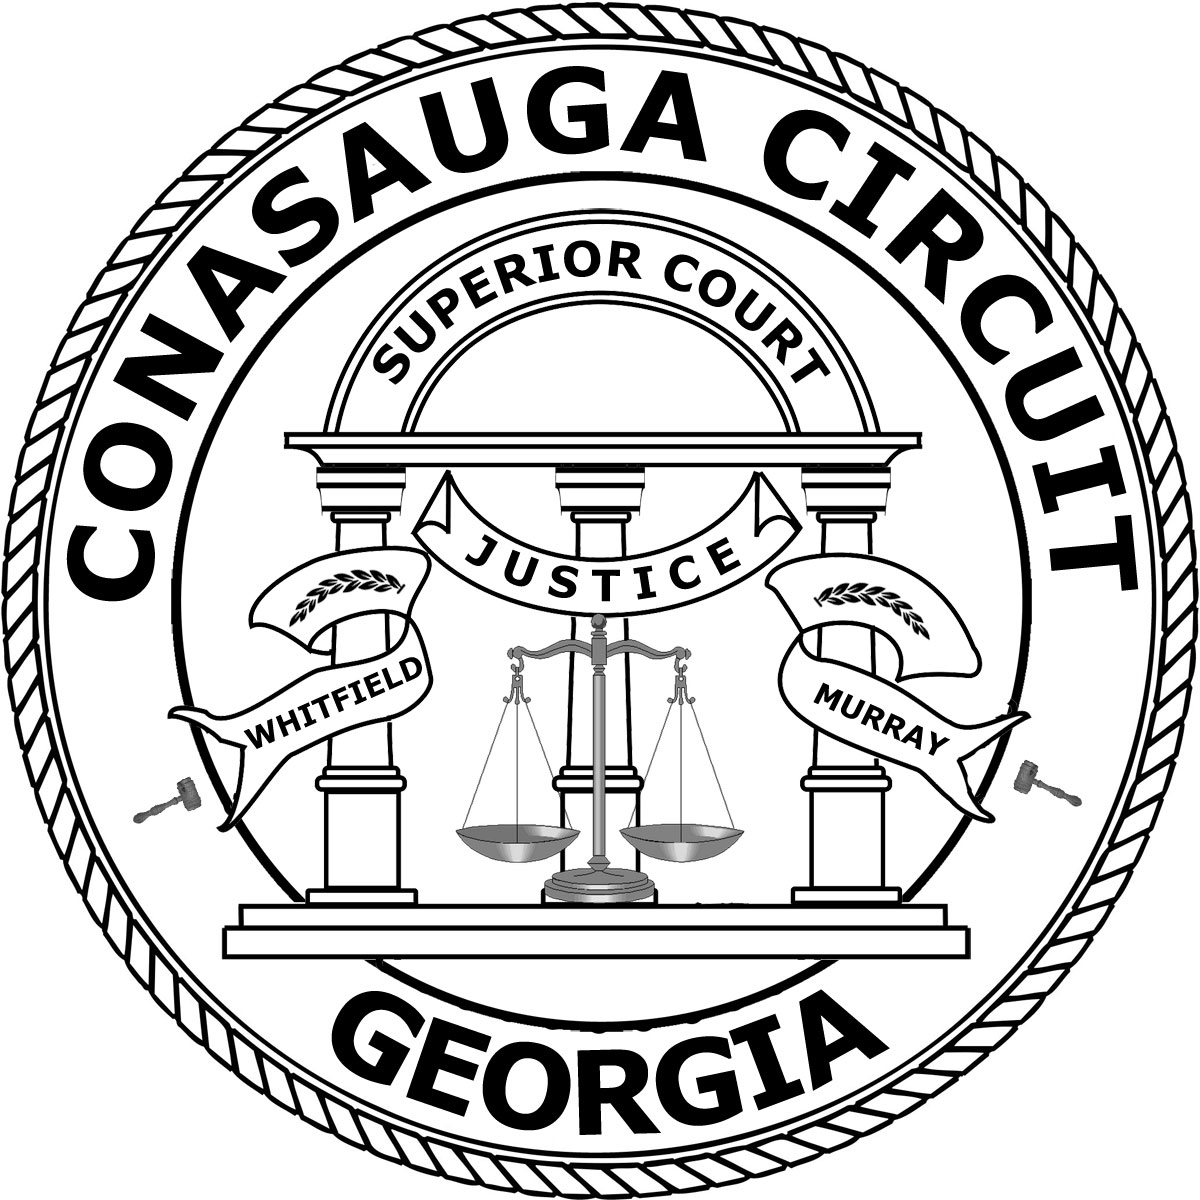 CONASAUGA CIRCUIT
SUPERIOR COURT
JUSTICE
WHITFIELD
MURRAY
GEORGIA